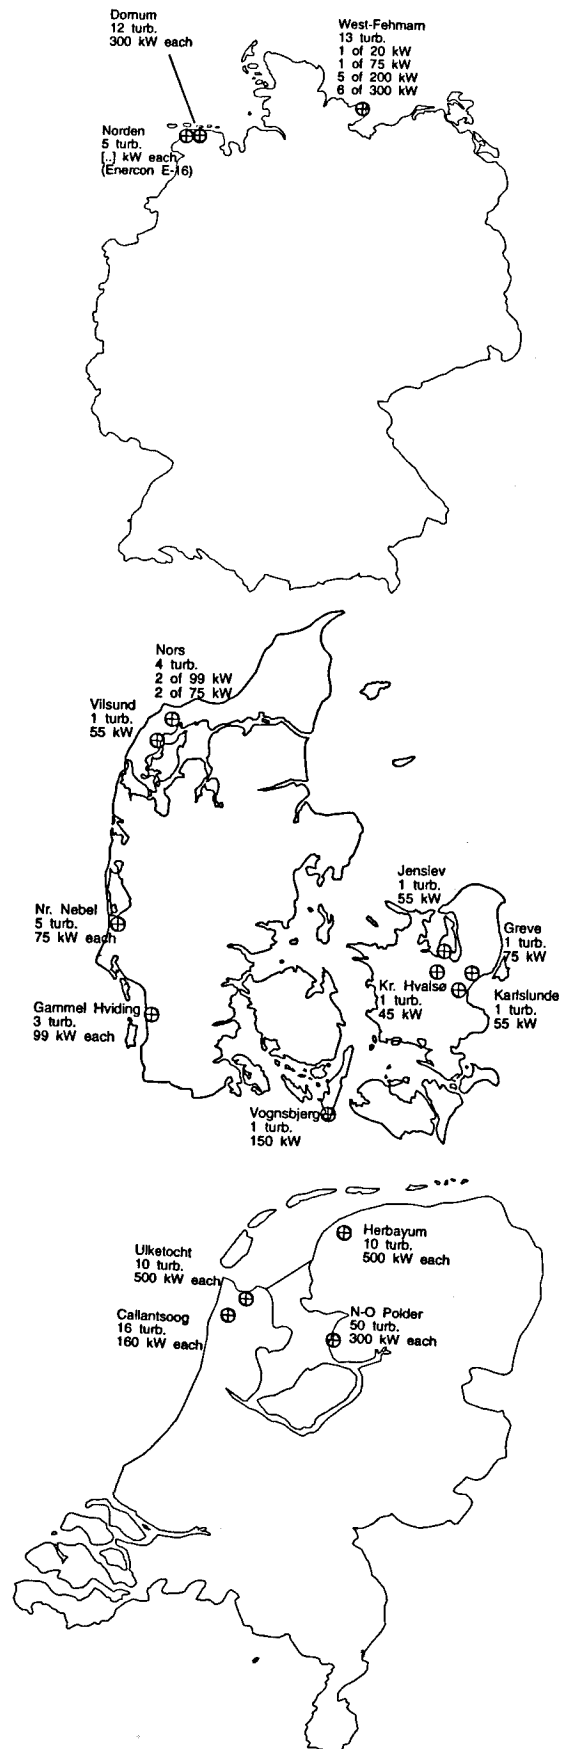 Dornum
12 turb.
300 kW each
West-Fehmarn
13 turb.
1 of 20 kW
1 of 75 kW
5 of 200 kW
6 of 300 kW
Norden
5 turb.
[..] kW each
(Enercon E-16)
Nors
4 turb.
2 of 99 kW
2 of 75 kW
Vilsund
1 turb.
55 kW
Nr. Nebel
5 turb.
75 kW each
Gammel Hviding
3 turb.
99 kW each
Jenslev
1 turb.
55 kW
Greve
1 turb.
75 kW
Kr. Hvalsø
1 turb.
45 kW
Karlslunde
1 turb.
55 kW
Vognsbjerg
1 turb.
150 kW
Herbayum
10 turb.
500 kW each
Ulketocht
10 turb.
500 kW each
Callantsoog
16 turb.
160 kW each
N-O Polder
50 turb.
300 kW each